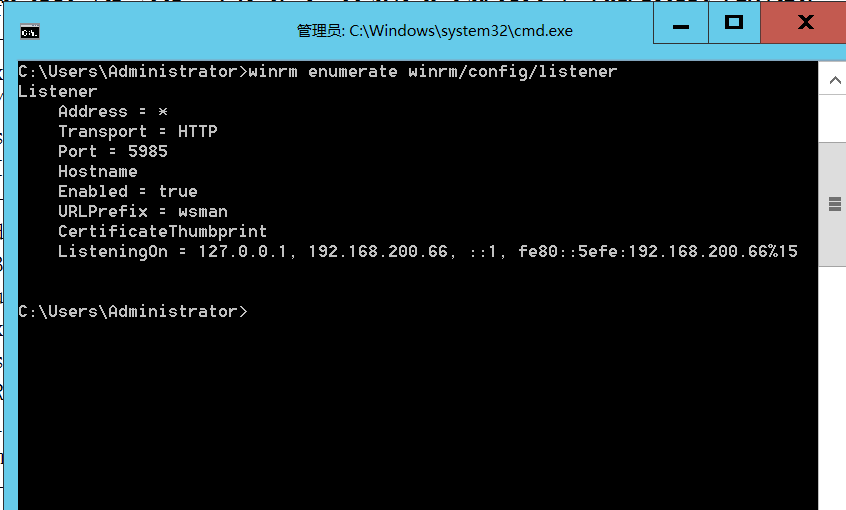 管理员: C:\Windows\system32\cmd.exe
C:\Users\Administrator>winrm enumerate winrm/config/listener
Listener
    Address = *
    Transport = HTTP
    Port = 5985
    Hostname
    Enabled = true
    URLPrefix = wsman
    CertificateThumbprint
    ListeningOn = 127.0.0.1, 192.168.200.66, ::1, fe80::5efe:192.168.200.66%15
C:\Users\Administrator>